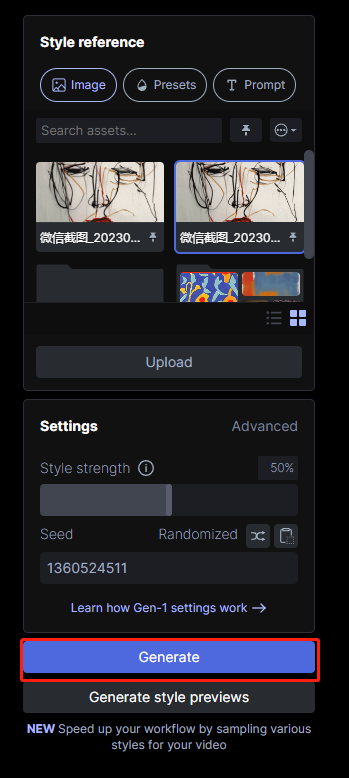 Style reference
Image Presets Prompt
Search assets...
微信截图_20230... 微信截图_20230...
Upload
Settings Advanced
Style strength 50%
Seed Randomized
1360524511
Learn how Gen-1 settings work →
Generate
Generate style previews
NEW Speed up your workflow by sampling various
styles for your video